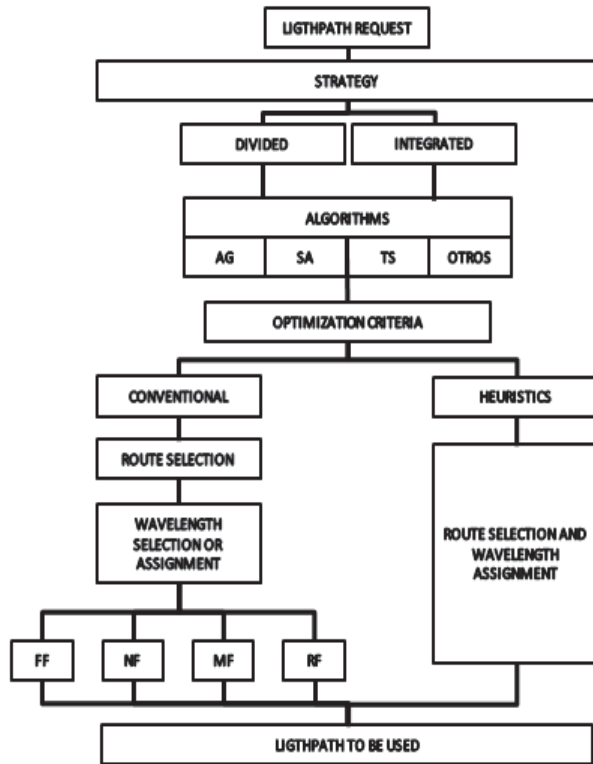 LIGTHPATH REQUEST
STRATEGY
DIVIDED
INTEGRATED
ALGORITHMS
AG
SA
TS
OTROS
OPTIMIZATION CRITERIA
CONVENTIONAL
HEURISTICS
ROUTE SELECTION
WAVELENGTH
SELECTION OR
ASSIGNMENT
ROUTE SELECTION AND
WAVELENGTH
ASSIGNMENT
FF
NF
MF
RF
LIGTHPATH TO BE USED